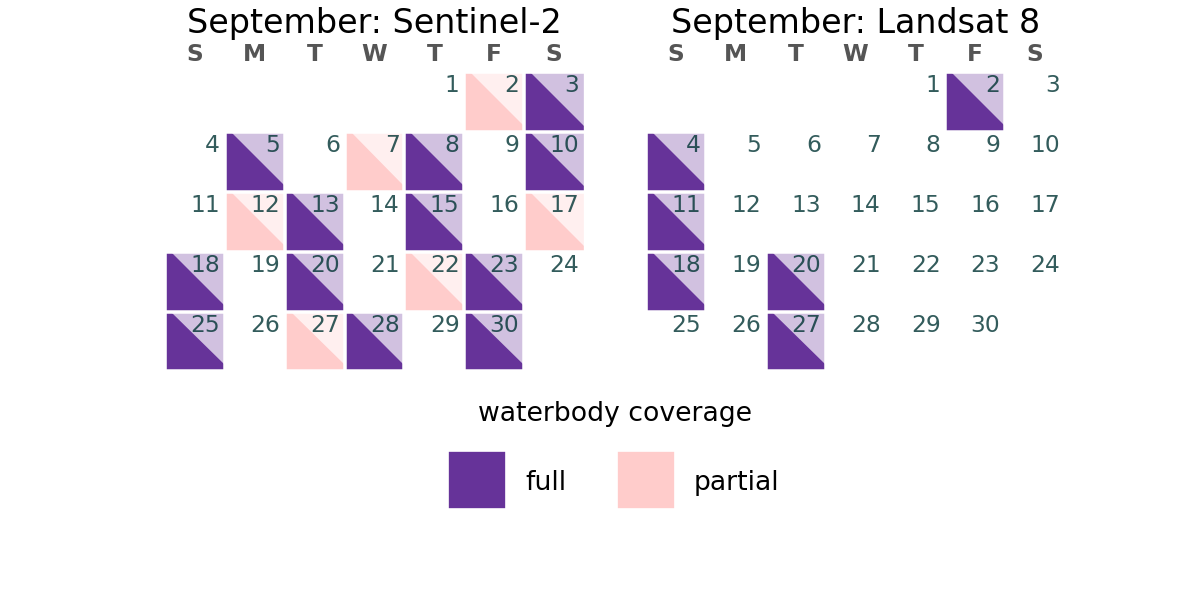 September: Sentinel-2
S M T W T F S
1 2 3
4 5 6 7 8 9 10
11 12 13 14 15 16 17
18 19 20 21 22 23 24
25 26 27 28 29 30
September: Landsat 8
S M T W T F S
1 2 3
4 5 6 7 8 9 10
11 12 13 14 15 16 17
18 19 20 21 22 23 24
25 26 27 28 29 30
waterbody coverage
full
partial